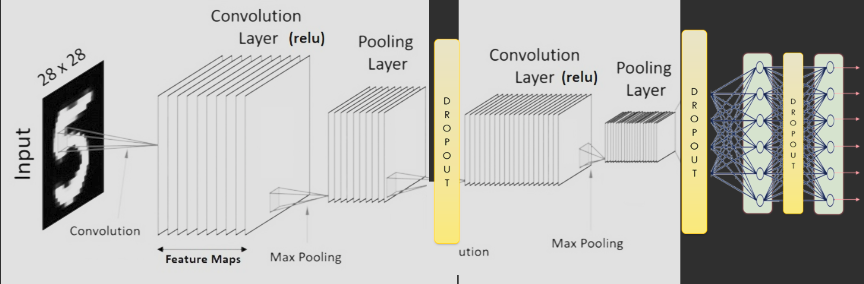 28 x 28
Input
Convolution
Convolution
Layer (relu)
Feature Maps
Max Pooling
Pooling
Layer
DROPOUT
ution
Convolution
Layer (relu)
Max Pooling
Pooling
Layer
DROPOUT
DROPOUT
5